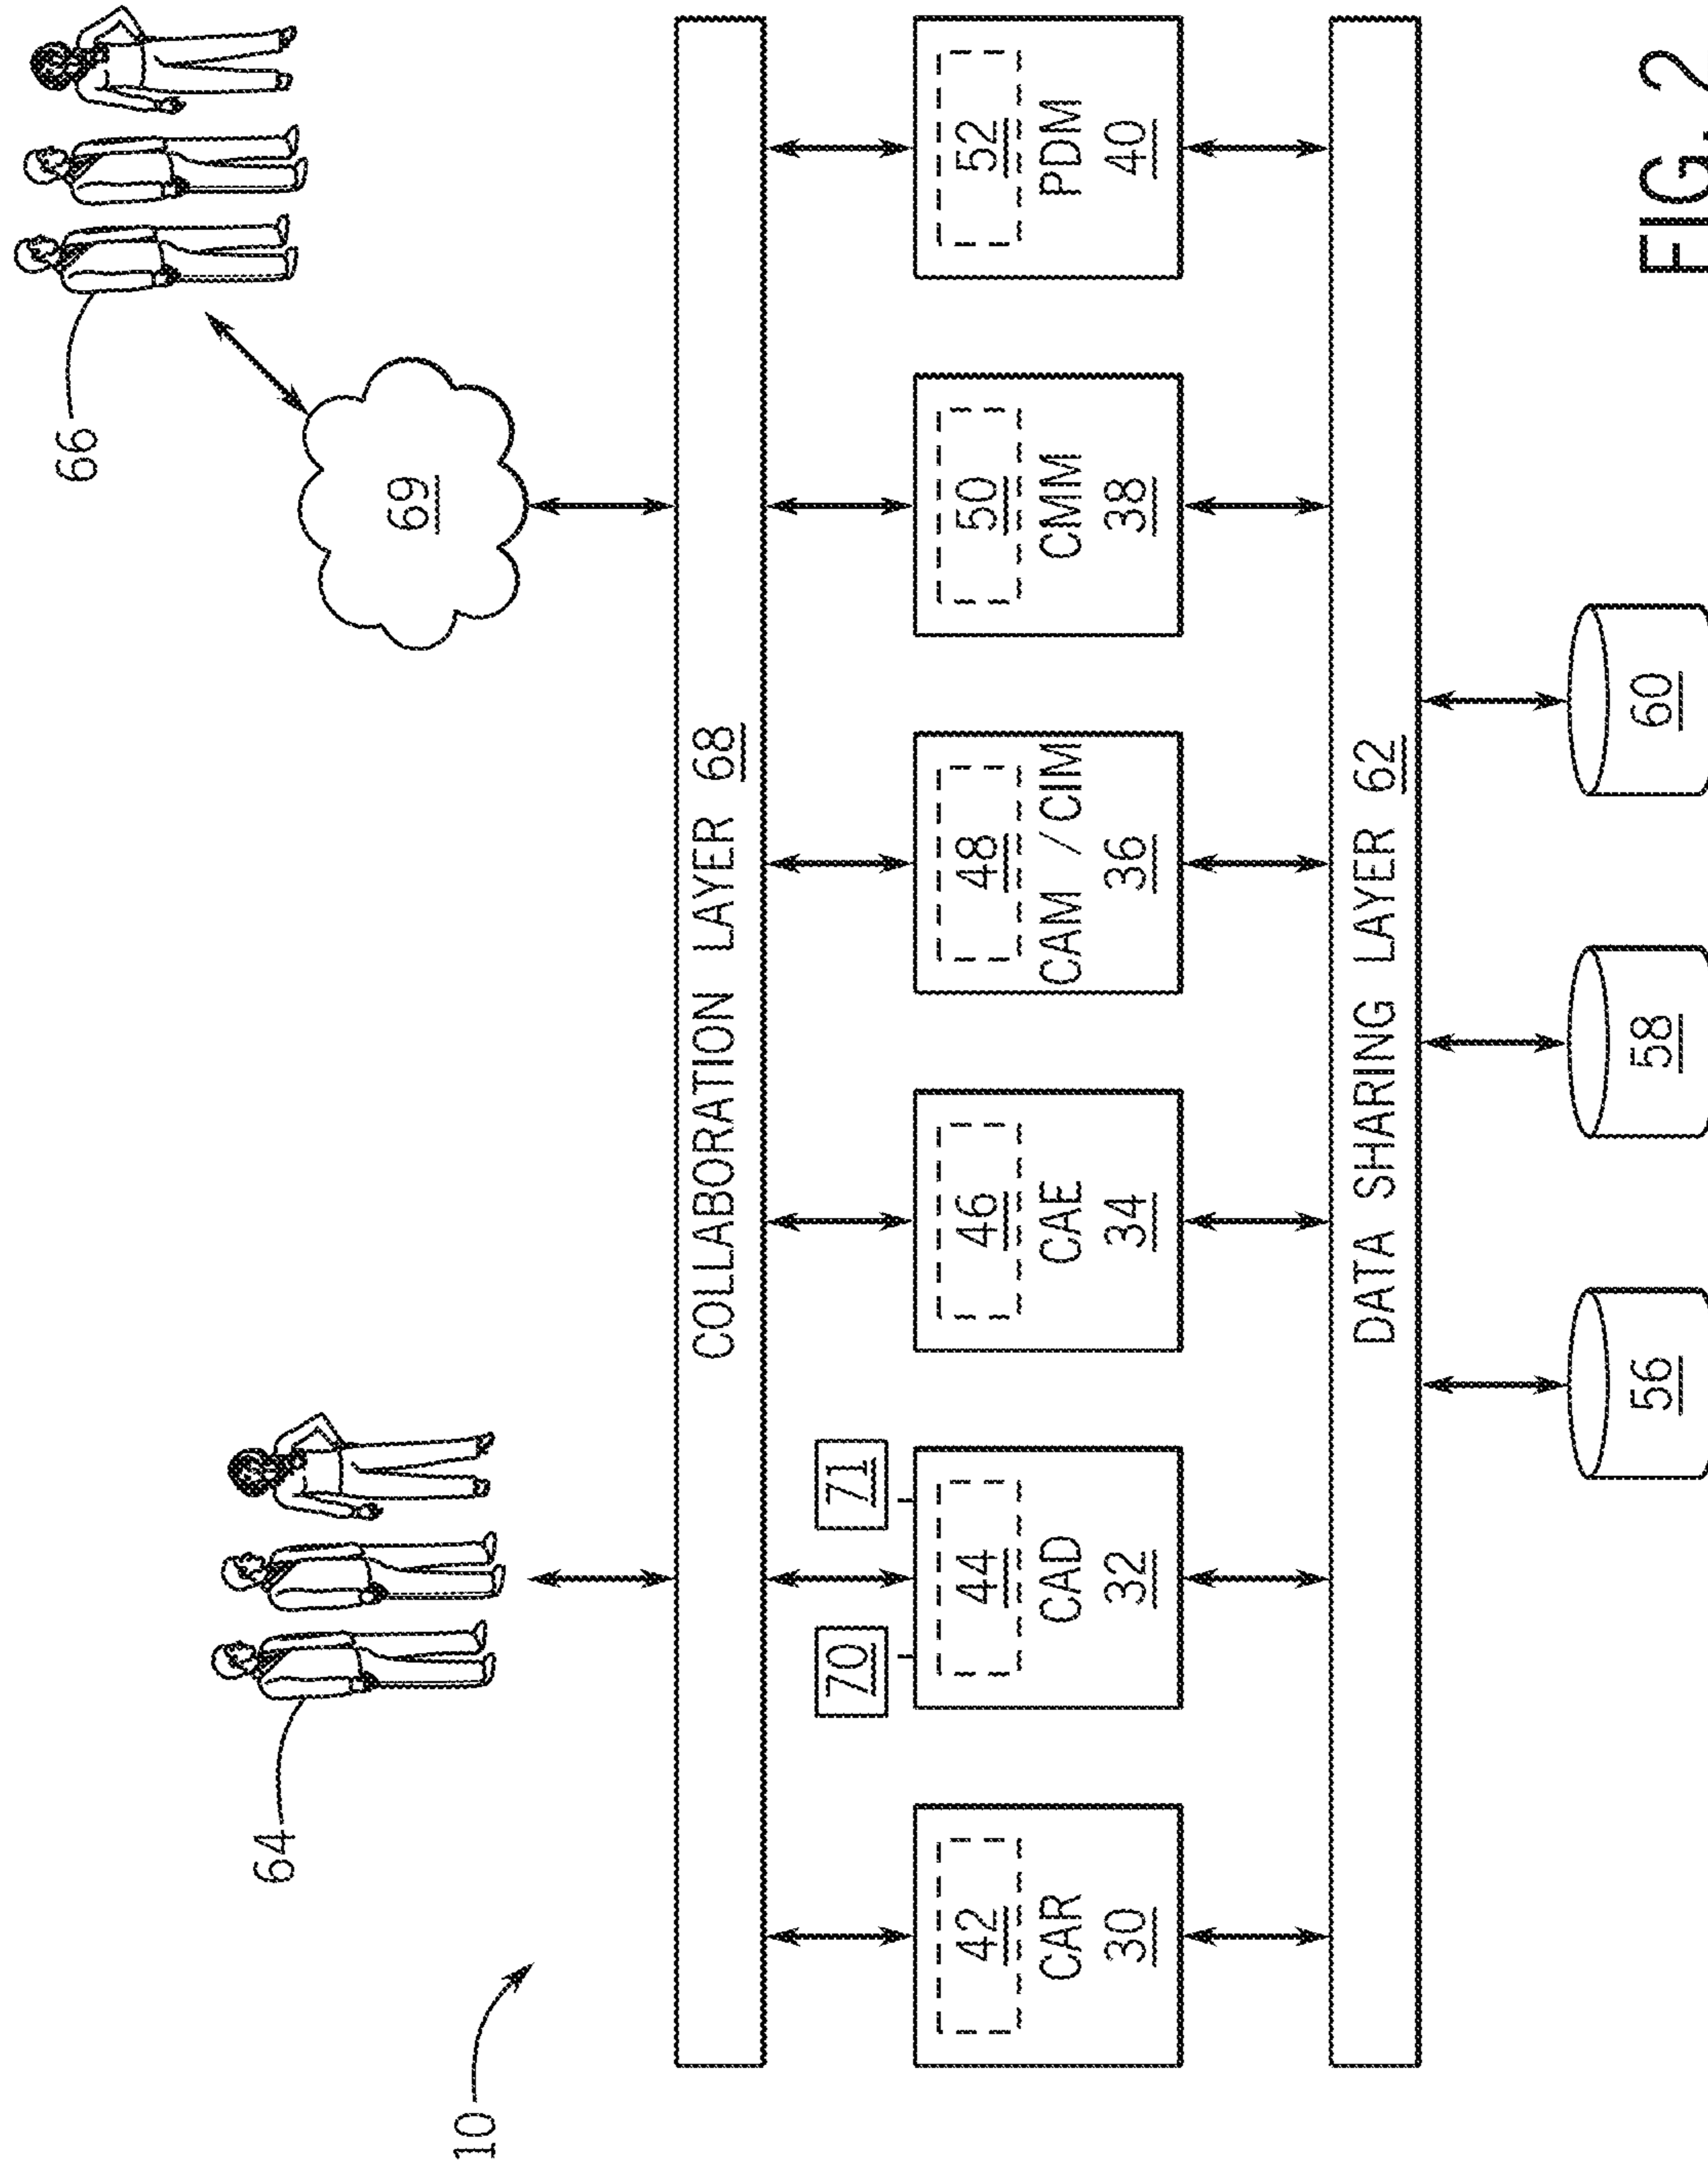 10
64
66
69
COLLABORATION LAYER 68
70
71
42
CAR
30
44
CAD
32
46
CAE
34
48
CAM / CIM
36
50
CMM
38
52
PDM
40
DATA SHARING LAYER 62
56
58
60
FIG. 2